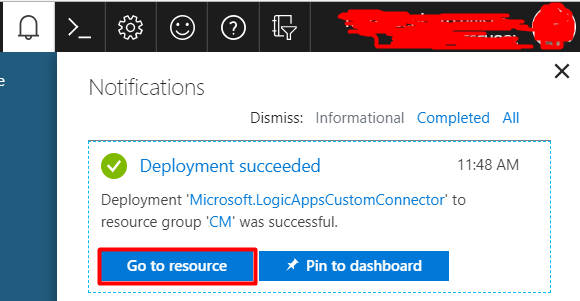 e
Notifications
Dismiss: Informational Completed All
Deployment succeeded 11:48 AM
Deployment 'Microsoft.LogicAppsCustomConnector' to
resource group 'CM' was successful.
Go to resource Pin to dashboard